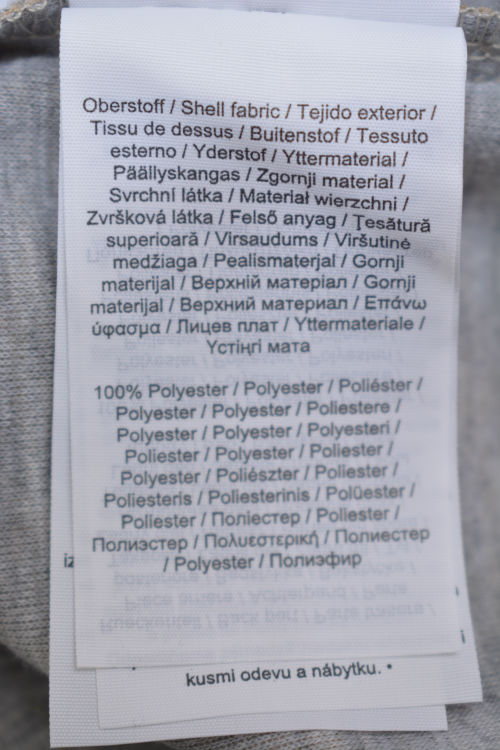 Oberstoff / Shell fabric / Tejido exterior /
Tissu de dessus / Buitenstof / Tessuto
esterno / Yderstof / Yttermaterial /
Päällyskangas / Zgornji material /
Svrchní látka / Materiał wierzchni /
Zvršková látka / Felső anyag / Ţesătură
superioară / Virsaudums / Viršutinė
medžiaga / Pealismaterjal / Gornji
materijal / Верхній матеріал / Gornji
materijal / Верхний материал / Επάνω
ύφασμα / Лицев плат / Yttermateriale /
Үстіңгі мата
100% Polyester / Polyester / Poliéster /
Polyester / Polyester / Poliestere /
Polyester / Polyester / Polyesteri /
Poliester / Polyester / Poliester /
Polyester / Poliészter / Poliester /
Poliesteris / Poliesterinis / Polüester /
Poliester / Поліестер / Poliester /
Полиэстер / Πολυεστερική / Полиестер
/ Polyester / Полиэфир
kusmi odevu a nábytku. •